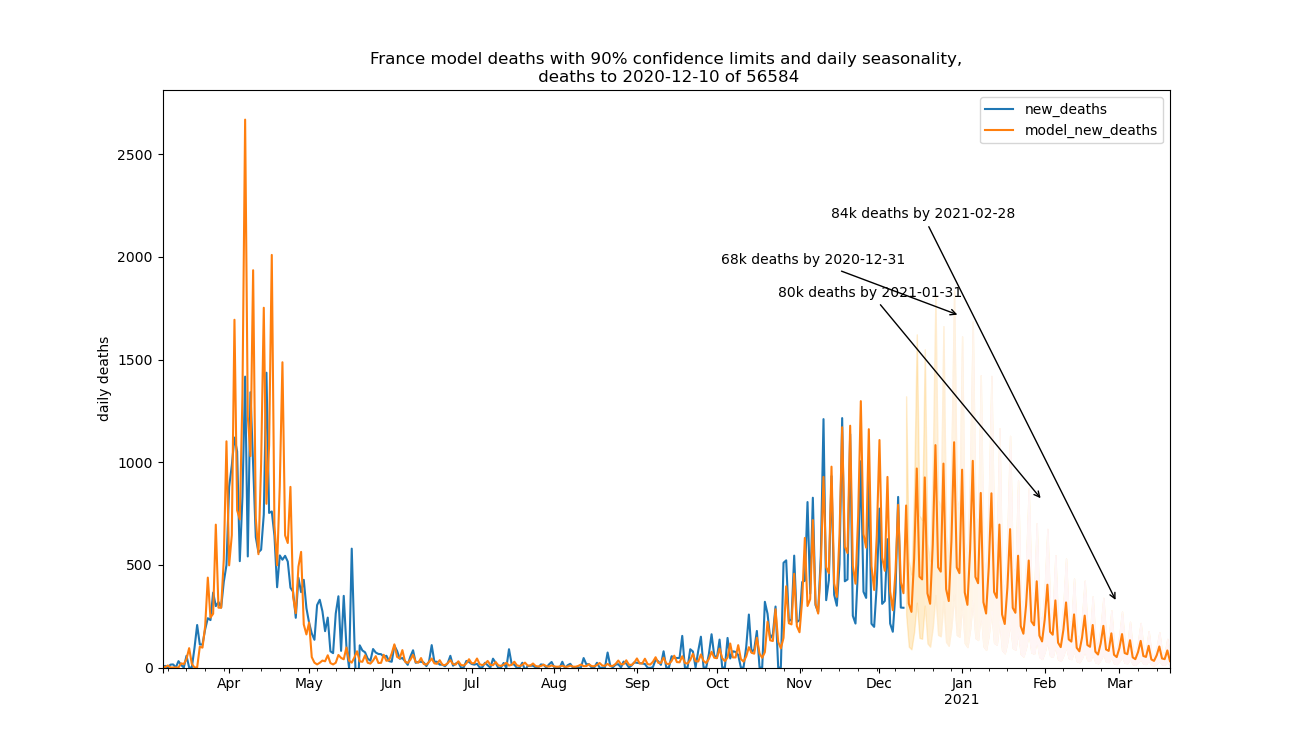 France model deaths with 90% confidence limits and daily seasonality,
deaths to 2020-12-10 of 56584
new_deaths
model_new_deaths
2500
2000
1500
1000
500
0
daily deaths
84k deaths by 2021-02-28
68k deaths by 2020-12-31
80k deaths by 2021-01-31
Apr May Jun Jul Aug Sep Oct Nov Dec Jan Feb Mar
2021